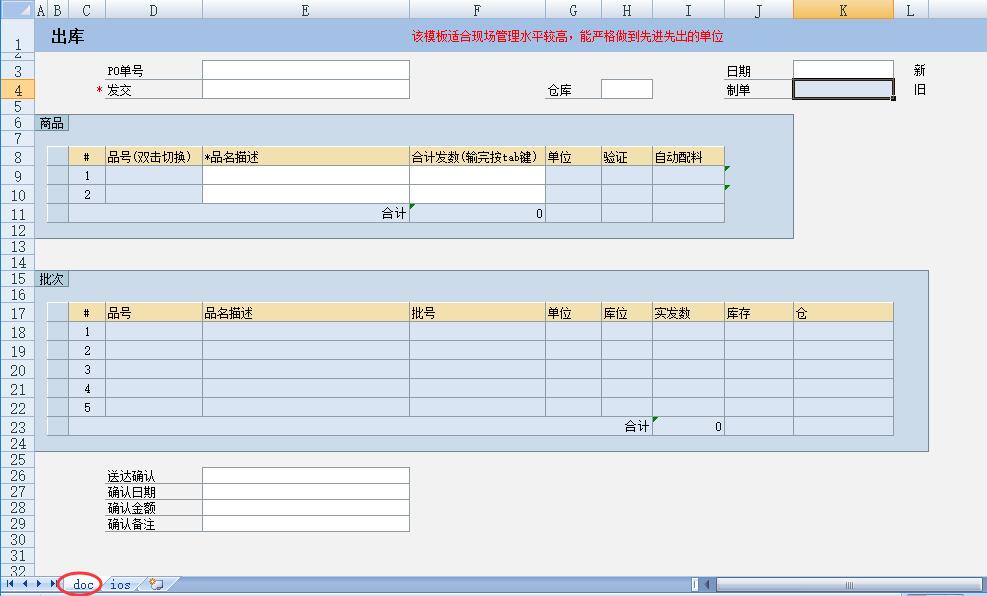 A B C D E F G H I J K L
1 出库 该模板适合现场管理水平较高，能严格做到先进先出的单位
2
3 PO单号 日期 新
4 *发交 仓库 制单 旧
5
6 商品
7
8 # 品号(双击切换) *品名描述 合计发数(输完按tab键) 单位 验证 自动配料
9 1
10 2
11 合计 0
12
13
14
15 批次
16
17 # 品号 品名描述 批号 单位 库位 实发数 库存 仓
18 1
19 2
20 3
21 4
22 5
23 合计 0
24
25
26 送达确认
27 确认日期
28 确认金额
29 确认备注
30
31
32
doc ios